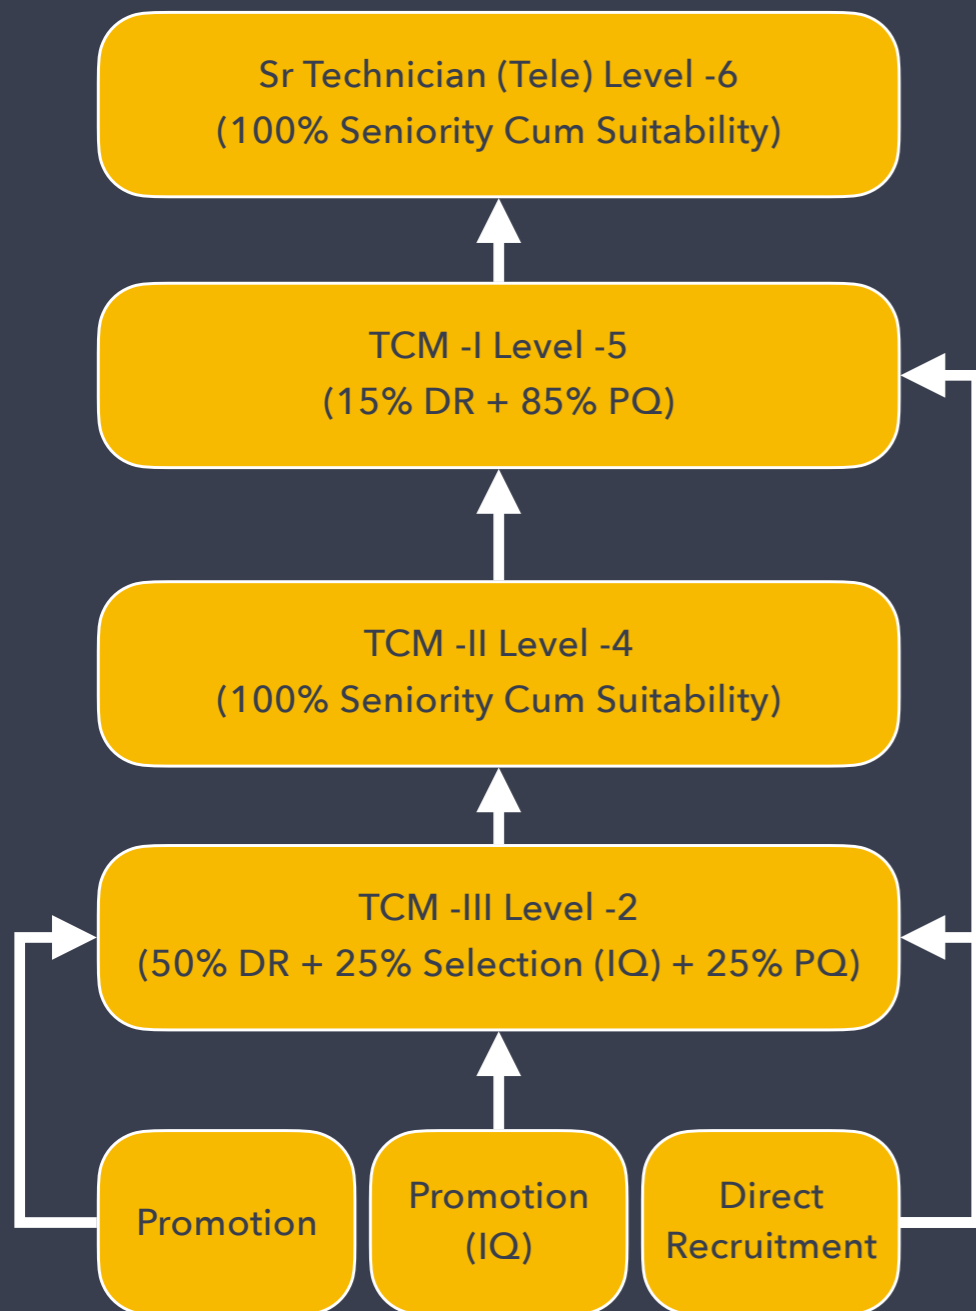 Sr Technician (Tele) Level -6
(100% Seniority Cum Suitability)
TCM -I Level -5
(15% DR + 85% PQ)
TCM -II Level -4
(100% Seniority Cum Suitability)
TCM -III Level -2
(50% DR + 25% Selection (IQ) + 25% PQ)
Promotion
Promotion
(IQ)
Direct
Recruitment